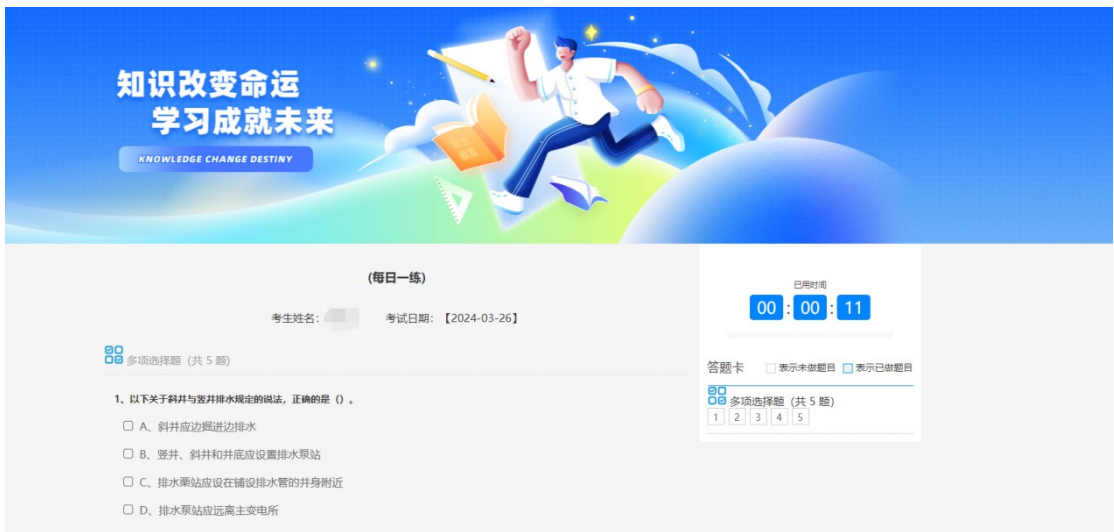 知识改变命运
学习成就未来
KNOWLEDGE CHANGE DESTINY
(每日一练)
考生姓名：
考试日期：【2024-03-26】
多项选择题（共 5 题）
1、以下关于斜井与竖井排水规定的说法，正确的是（）。
A、斜井应边掘进边排水
B、竖井、斜井和井底应设置排水泵站
C、排水栗站应设在铺设排水管的井身附近
D、排水泵站应远离主变电所
已用时间
00 : 00 : 11
答题卡 表示未做题目 表示已做题目
多项选择题（共 5 题）
1 2 3 4 5